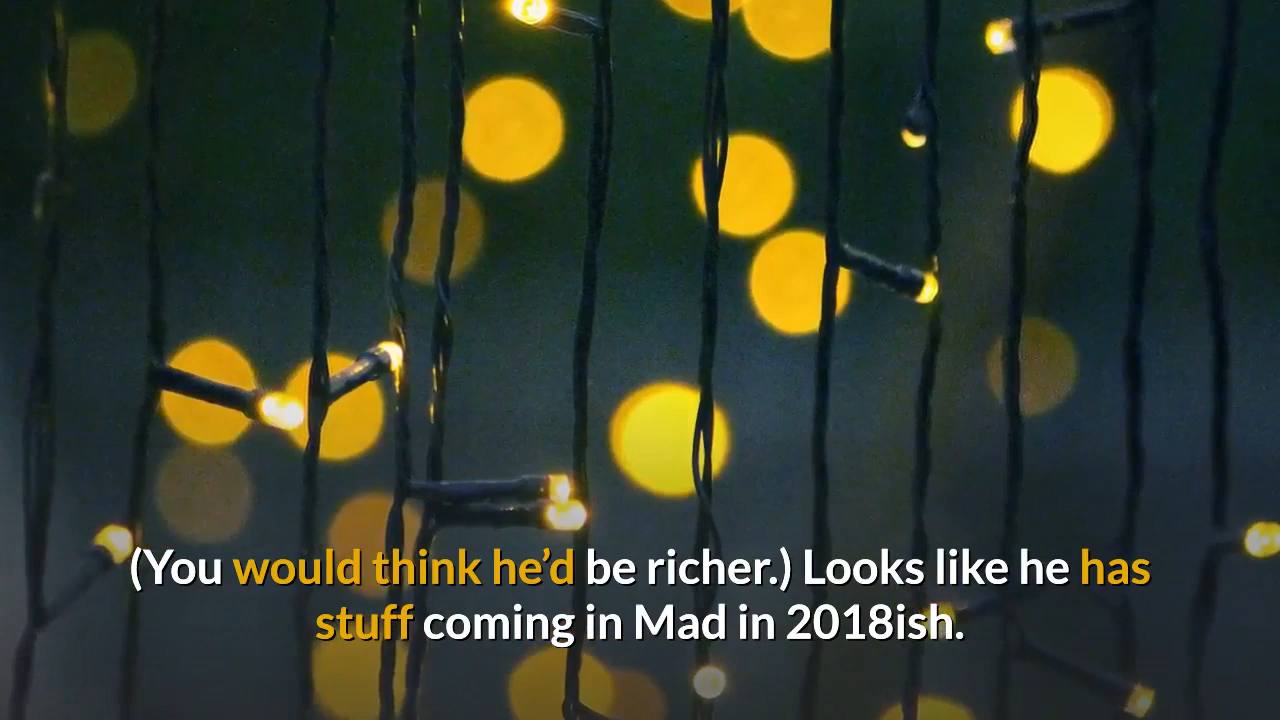 (You would think he’d be richer.) Looks like he has
stuff coming in Mad in 2018ish.